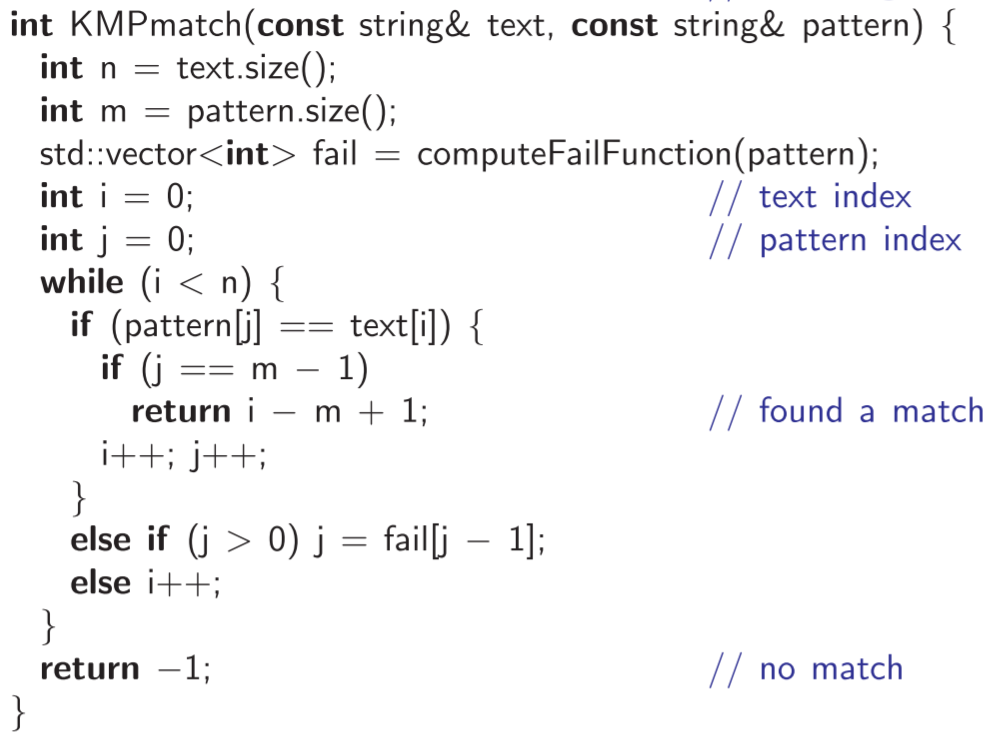 int KMPmatch(const string& text, const string& pattern) {
int n = text.size();
int m = pattern.size();
std::vector<int> fail = computeFailFunction(pattern);
int i = 0; // text index
int j = 0; // pattern index
while (i < n) {
if (pattern[j] == text[i]) {
if (j == m − 1)
return i − m + 1; // found a match
i++; j++;
}
else if (j > 0) j = fail[j − 1];
else i++;
}
return −1; // no match
}